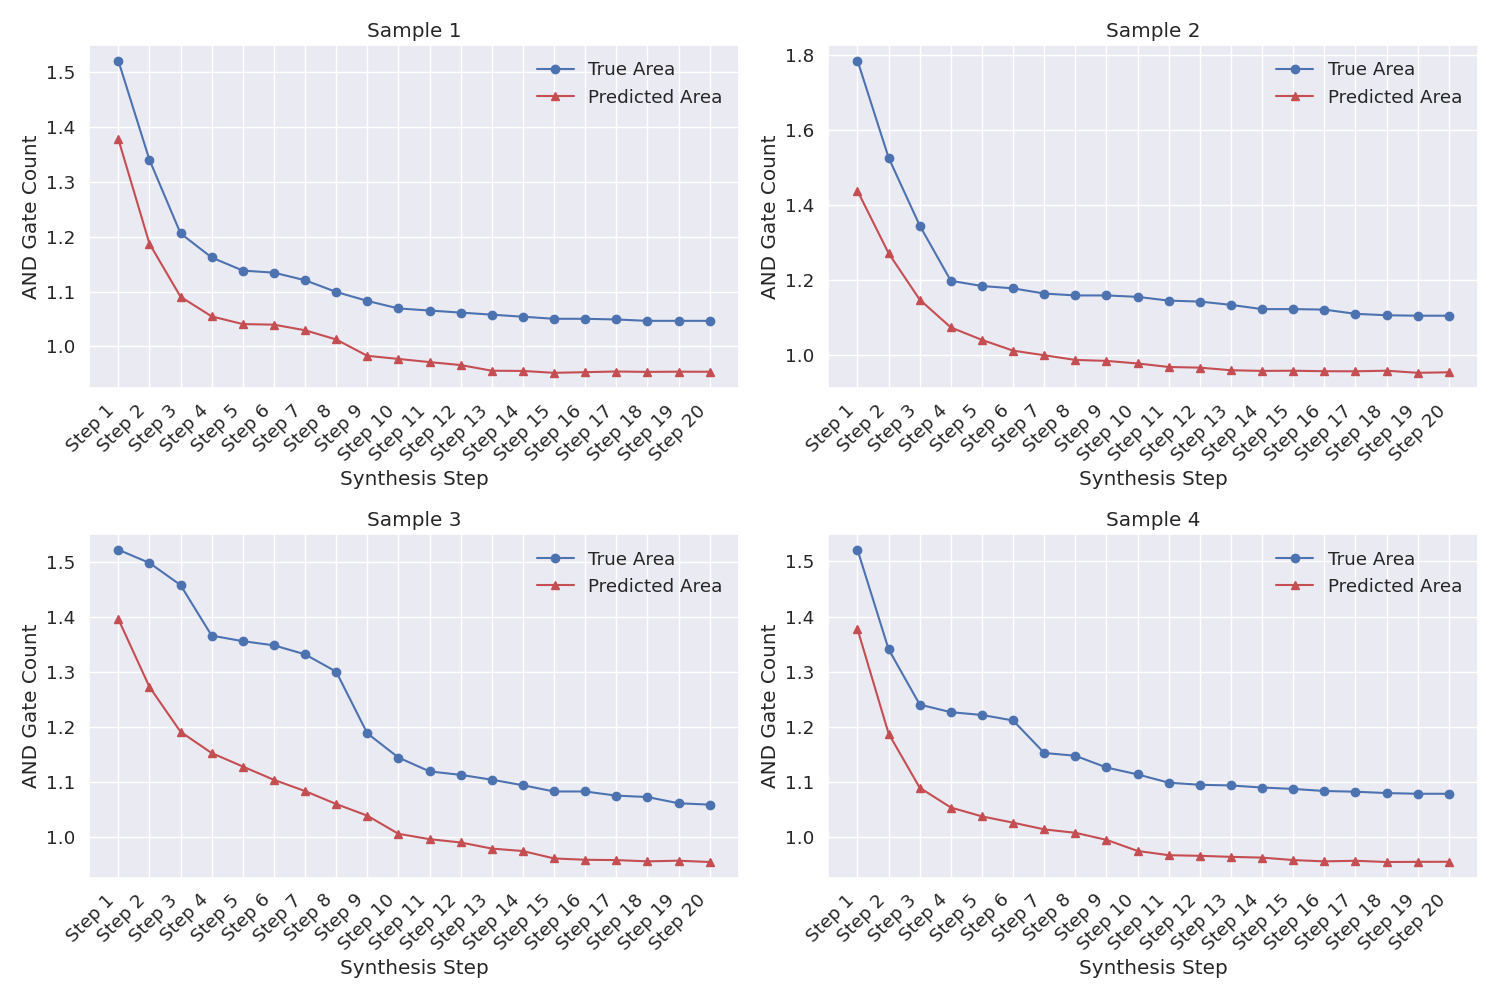 Sample 1
AND Gate Count
1.5
1.4
1.3
1.2
1.1
1.0
True Area
Predicted Area
Step 1
Step 2
Step 3
Step 4
Step 5
Step 6
Step 7
Step 8
Step 9
Step 10
Step 11
Step 12
Step 13
Step 14
Step 15
Step 16
Step 17
Step 18
Step 19
Step 20
Synthesis Step
Sample 2
AND Gate Count
1.8
1.6
1.4
1.2
1.0
True Area
Predicted Area
Step 1
Step 2
Step 3
Step 4
Step 5
Step 6
Step 7
Step 8
Step 9
Step 10
Step 11
Step 12
Step 13
Step 14
Step 15
Step 16
Step 17
Step 18
Step 19
Step 20
Synthesis Step
Sample 3
AND Gate Count
1.5
1.4
1.3
1.2
1.1
1.0
True Area
Predicted Area
Step 1
Step 2
Step 3
Step 4
Step 5
Step 6
Step 7
Step 8
Step 9
Step 10
Step 11
Step 12
Step 13
Step 14
Step 15
Step 16
Step 17
Step 18
Step 19
Step 20
Synthesis Step
Sample 4
AND Gate Count
1.5
1.4
1.3
1.2
1.1
1.0
True Area
Predicted Area
Step 1
Step 2
Step 3
Step 4
Step 5
Step 6
Step 7
Step 8
Step 9
Step 10
Step 11
Step 12
Step 13
Step 14
Step 15
Step 16
Step 17
Step 18
Step 19
Step 20
Synthesis Step